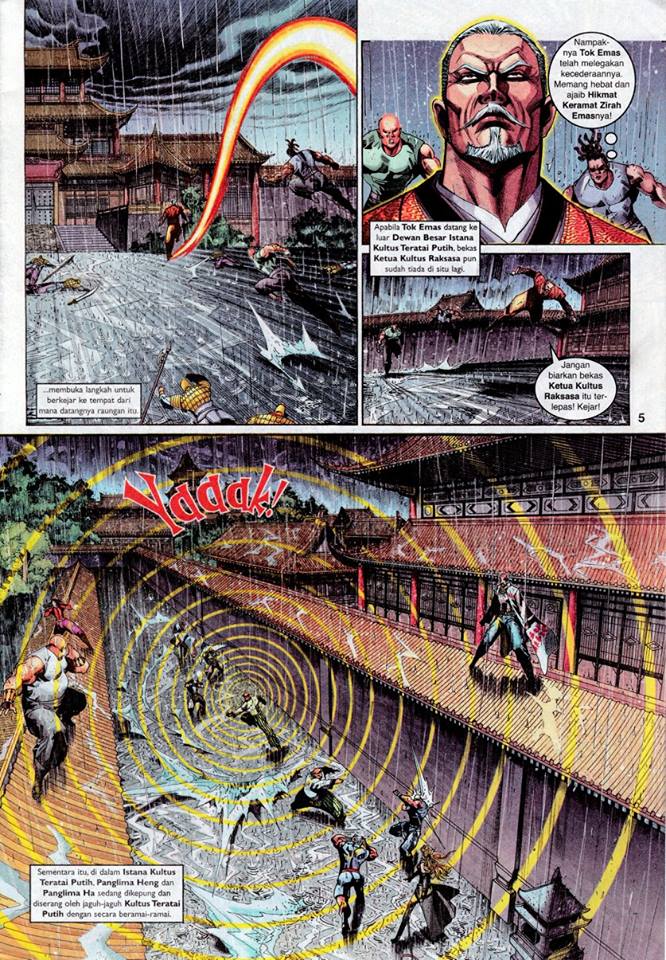 ...membuka langkah untuk
berkejar ke tempat dari
mana datangnya raungan itu.
Nampak-
nya Tok Emas
telah melegakan
kecederaannya.
Memang hebat dan
ajaib Hikmat
Keramat Zirah
Emasnya!
Apabila Tok Emas datang ke
luar Dewan Besar Istana
Kultus Teratai Putih, bekas
Ketua Kultus Raksasa pun
sudah tiada di situ lagi.
Jangan
biarkan bekas
Ketua Kultus
Raksasa itu ter-
lepas! Kejar!
5
Yaaak!
Sementara itu, di dalam Istana Kultus
Teratai Putih, Panglima Heng dan
Panglima Ha sedang dikepung dan
diserang oleh jaguh-jaguh Kultus Teratai
Putih dengan secara beramai-ramai.